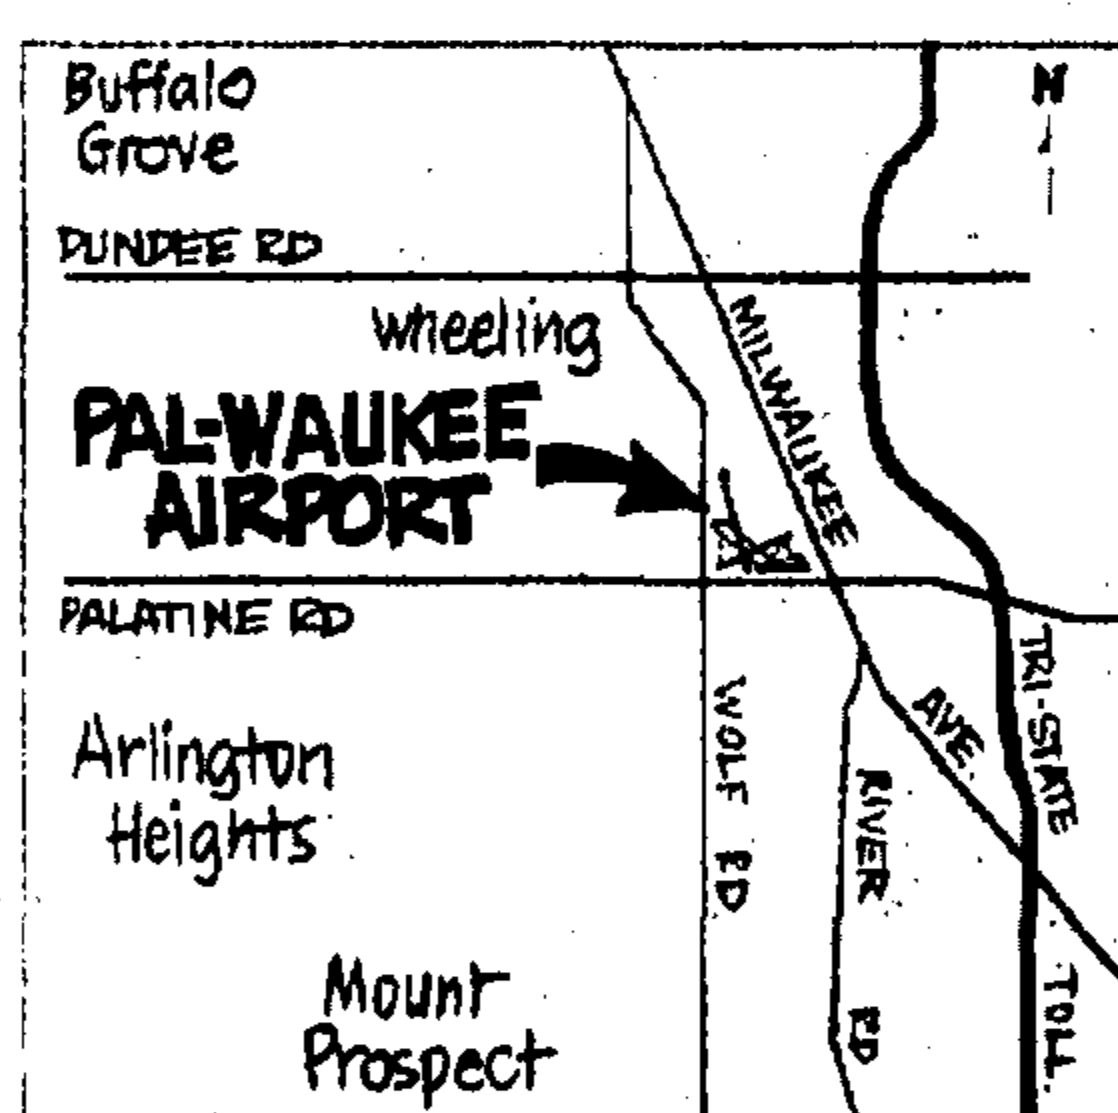 Buffalo
Grove
N
DUNDEE RD
Wheeling
MILWAUKEE
PAL-WAUKEE
AIRPORT
PALATINE RD
TRI-STATE
WOLF RD
AVE.
Arlington
Heights
RIVER
RD
Mount
Prospect
TOLL.